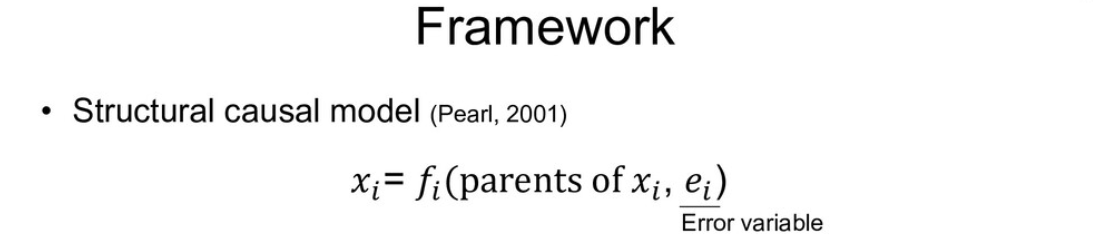 Framework
• Structural causal model (Pearl, 2001)
xᵢ= fᵢ(parents of xᵢ, eᵢ)
Error variable